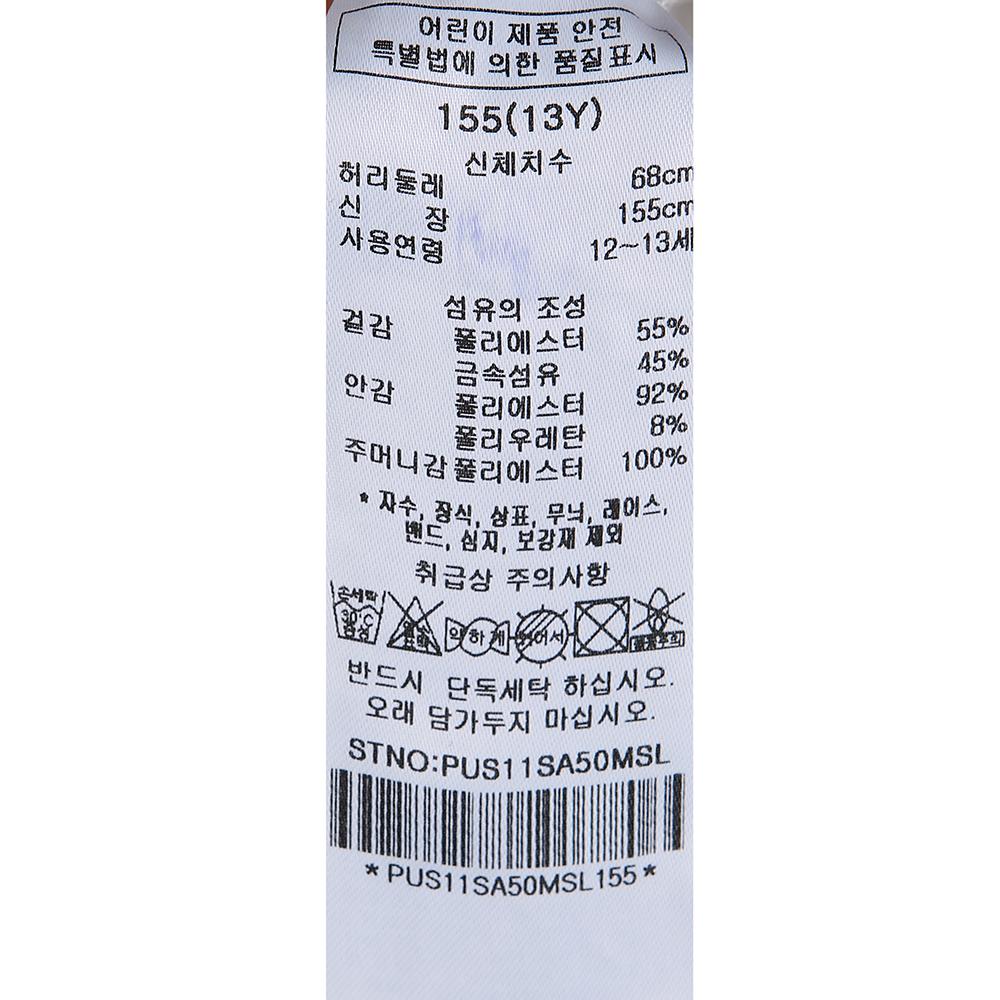 어린이 제품 안전
특별법에 의한 품질표시
155(13Y)
신체치수
허리둘레 68cm
신 장 155cm
사용연령 12~13세
섬유의 조성
겉감 폴리에스터 55%
금속섬유 45%
안감 폴리에스터 92%
폴리우레탄 8%
주머니감 폴리에스터 100%
* 자수, 장식, 상표, 무늬, 레이스,
밴드, 심지, 보강재 제외
취급상 주의사항
손세탁 30℃ 중성 약하게 뉘어서
반드시 단독세탁 하십시오.
오래 담가두지 마십시오.
STNO:PUS11SA50MSL
*PUS11SA50MSL155*